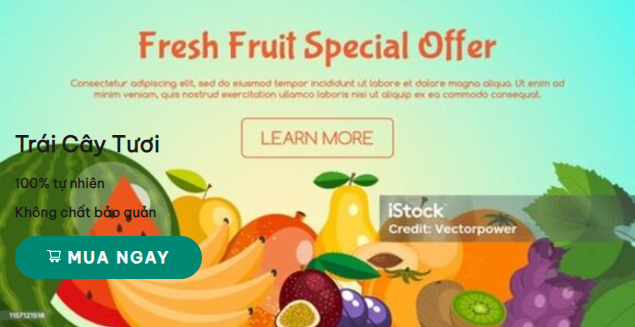 Fresh Fruit Special Offer
Consectetur adipiscing elit, sed do eiusmod tempor incididunt ut labore et dolore magna aliqua. Ut enim ad
minim veniam, quis nostrud exercitation ullamco laboris nisi ut aliquip ex ea commodo consequat.
LEARN MORE
Trái Cây Tươi
100% tự nhiên
Không chất bảo quản
MUA NGAY
iStock
Credit: Vectorpower
1157121518